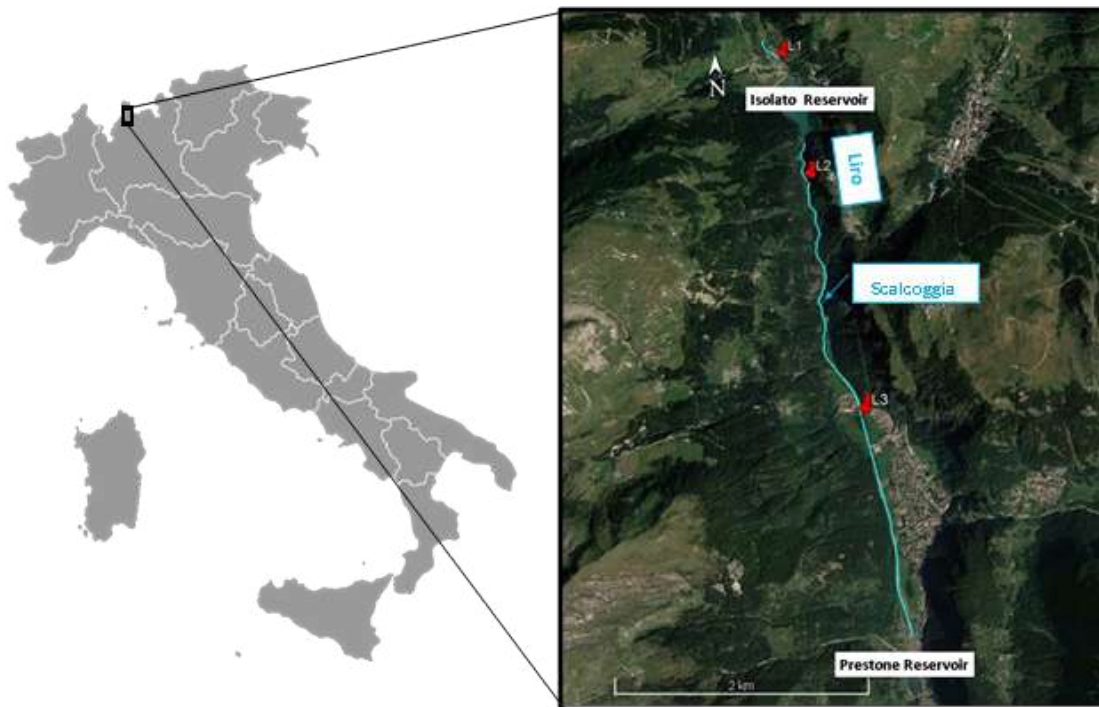 L1
N
Isolato Reservoir
Liro
L2
Scalcoggia
L3
Prestone Reservoir
2 km